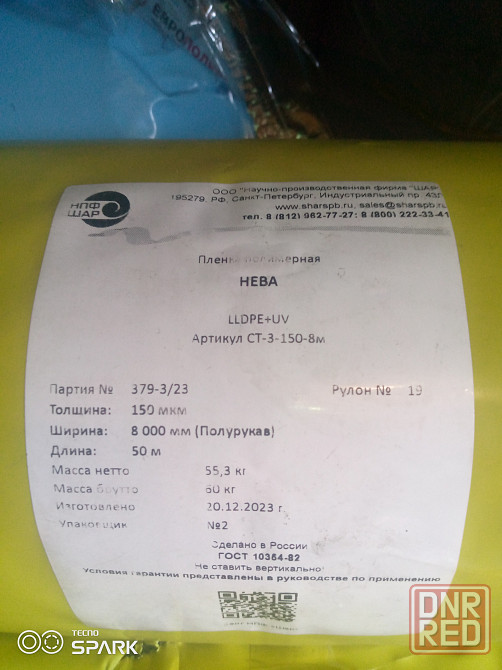 ЕВРОПОЛ
НПФ
ШАР
ООО "Научно-производственная фирма "ШАР
195279, РФ, Санкт-Петербург, Индустриальный пр. 43
www.sharspb.ru, sales@sharspb.ru
тел. 8 (812) 962-77-27; 8 (800) 222-33-41
Пленка полимерная
НЕВА
LLDPE+UV
Артикул СТ-3-150-8м
Партия № 379-3/23 Рулон № 19
Толщина: 150 мкм
Ширина: 8 000 мм (Полурукав)
Длина: 50 м
Масса нетто 55,3 кг
Масса брутто 60 кг
Изготовлено 20.12.2023 г.
Упаковщик №2
Сделано в России
ГОСТ 10354-82
Не ставить вертикально!
Условия гарантии представлены в руководстве по применению
TECNO
SPARK
DNR
RED